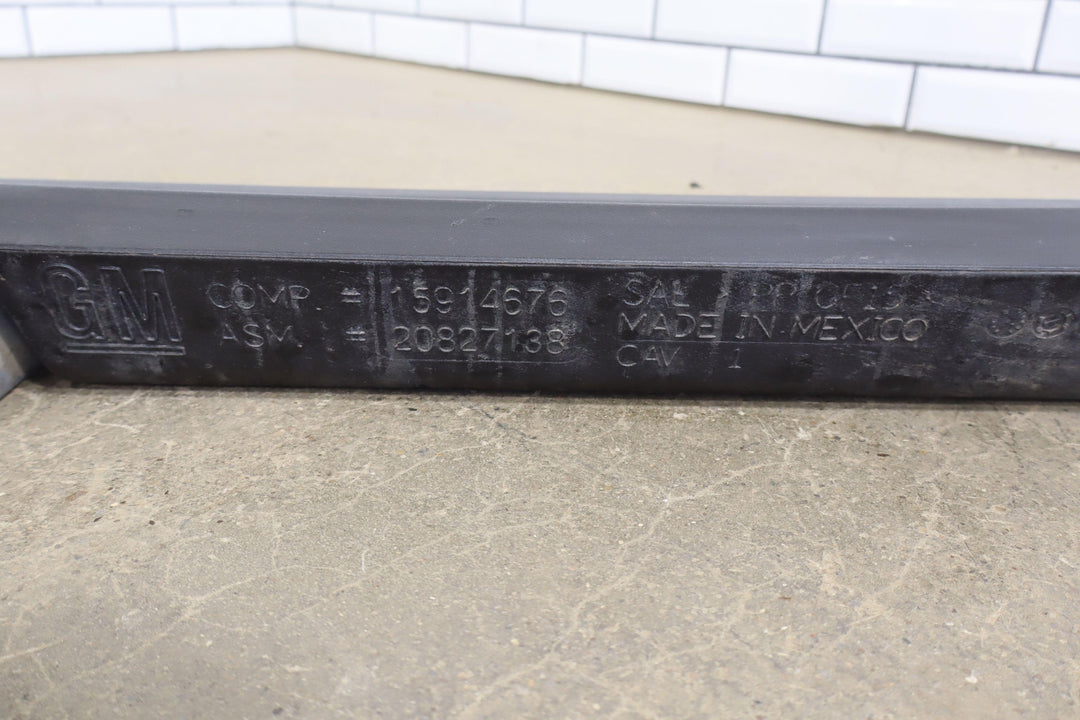 GM
COMP. # 15914676
ASM. # 20827138
SAL
MADE IN MEXICO
CAV 1